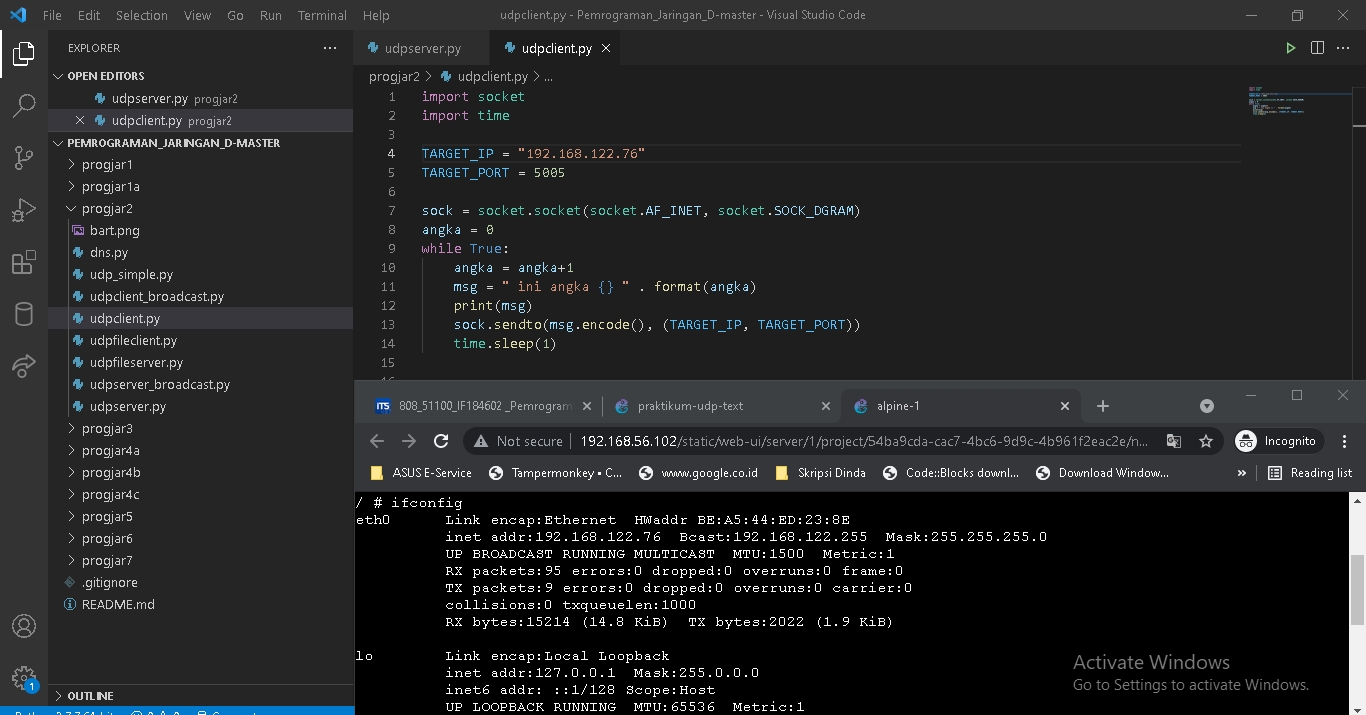 File Edit Selection View Go Run Terminal Help
udpclient.py - Pemrograman_Jaringan_D-master - Visual Studio Code
EXPLORER
OPEN EDITORS
udpserver.py progjar2
udpclient.py progjar2
PEMROGRAMAN_JARINGAN_D-MASTER
progjar1
progjar1a
progjar2
bart.png
dns.py
udp_simple.py
udpclient_broadcast.py
udpclient.py
udpfileclient.py
udpfileserver.py
udpserver_broadcast.py
udpserver.py
progjar3
progjar4a
progjar4b
progjar4c
progjar5
progjar6
progjar7
.gitignore
README.md
OUTLINE
1
udpserver.py
udpclient.py
progjar2 > udpclient.py > ...
1 import socket
2 import time
3
4 TARGET_IP = "192.168.122.76"
5 TARGET_PORT = 5005
6
7 sock = socket.socket(socket.AF_INET, socket.SOCK_DGRAM)
8 angka = 0
9 while True:
10 angka = angka+1
11 msg = " ini angka {} " . format(angka)
12 print(msg)
13 sock.sendto(msg.encode(), (TARGET_IP, TARGET_PORT))
14 time.sleep(1)
15
ITS 808_51100_IF184602_Pemrogram
praktikum-udp-text
alpine-1
Not secure | 192.168.56.102/static/web-ui/server/1/project/54ba9cda-cac7-4bc6-9d9c-4b961f2eac2e/n...
Incognito
ASUS E-Service Tampermonkey • C... www.google.co.id Skripsi Dinda Code::Blocks downl... Download Window... » Reading list
/ # ifconfig
eth0 Link encap:Ethernet HWaddr BE:A5:44:ED:23:8E
inet addr:192.168.122.76 Bcast:192.168.122.255 Mask:255.255.255.0
UP BROADCAST RUNNING MULTICAST MTU:1500 Metric:1
RX packets:95 errors:0 dropped:0 overruns:0 frame:0
TX packets:9 errors:0 dropped:0 overruns:0 carrier:0
collisions:0 txqueuelen:1000
RX bytes:15214 (14.8 KiB) TX bytes:2022 (1.9 KiB)
lo Link encap:Local Loopback
inet addr:127.0.0.1 Mask:255.0.0.0
inet6 addr: ::1/128 Scope:Host
UP LOOPBACK RUNNING MTU:65536 Metric:1
Activate Windows
Go to Settings to activate Windows.